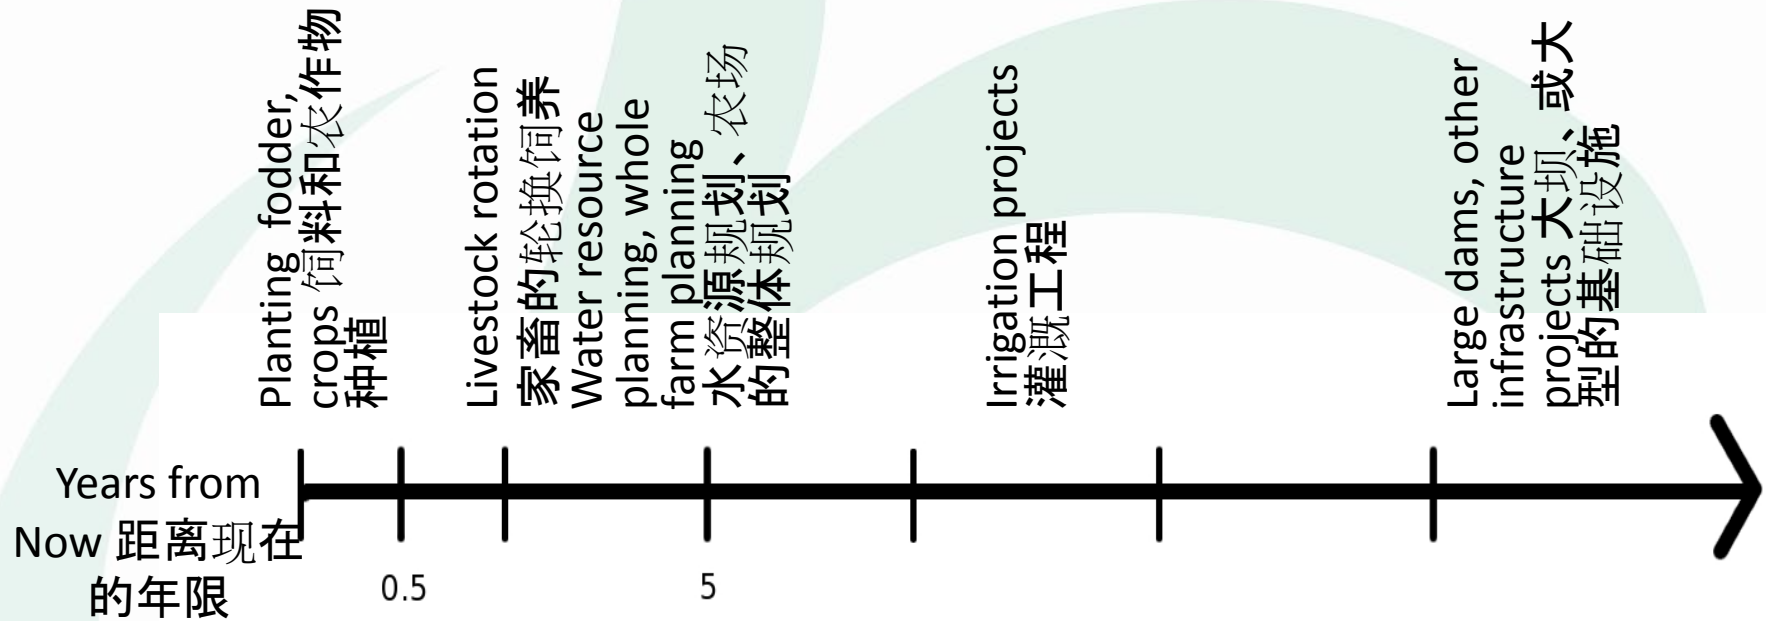 Planting fodder,
crops 饲料和农作物
种植
Livestock rotation
家畜的轮换饲养
Water resource
planning, whole
farm planning
水资源规划、农场
的整体规划
Irrigation projects
灌溉工程
Large dams, other
infrastructure
projects 大坝、或大
型的基础设施
Years from
Now 距离现在
的年限
0.5
5